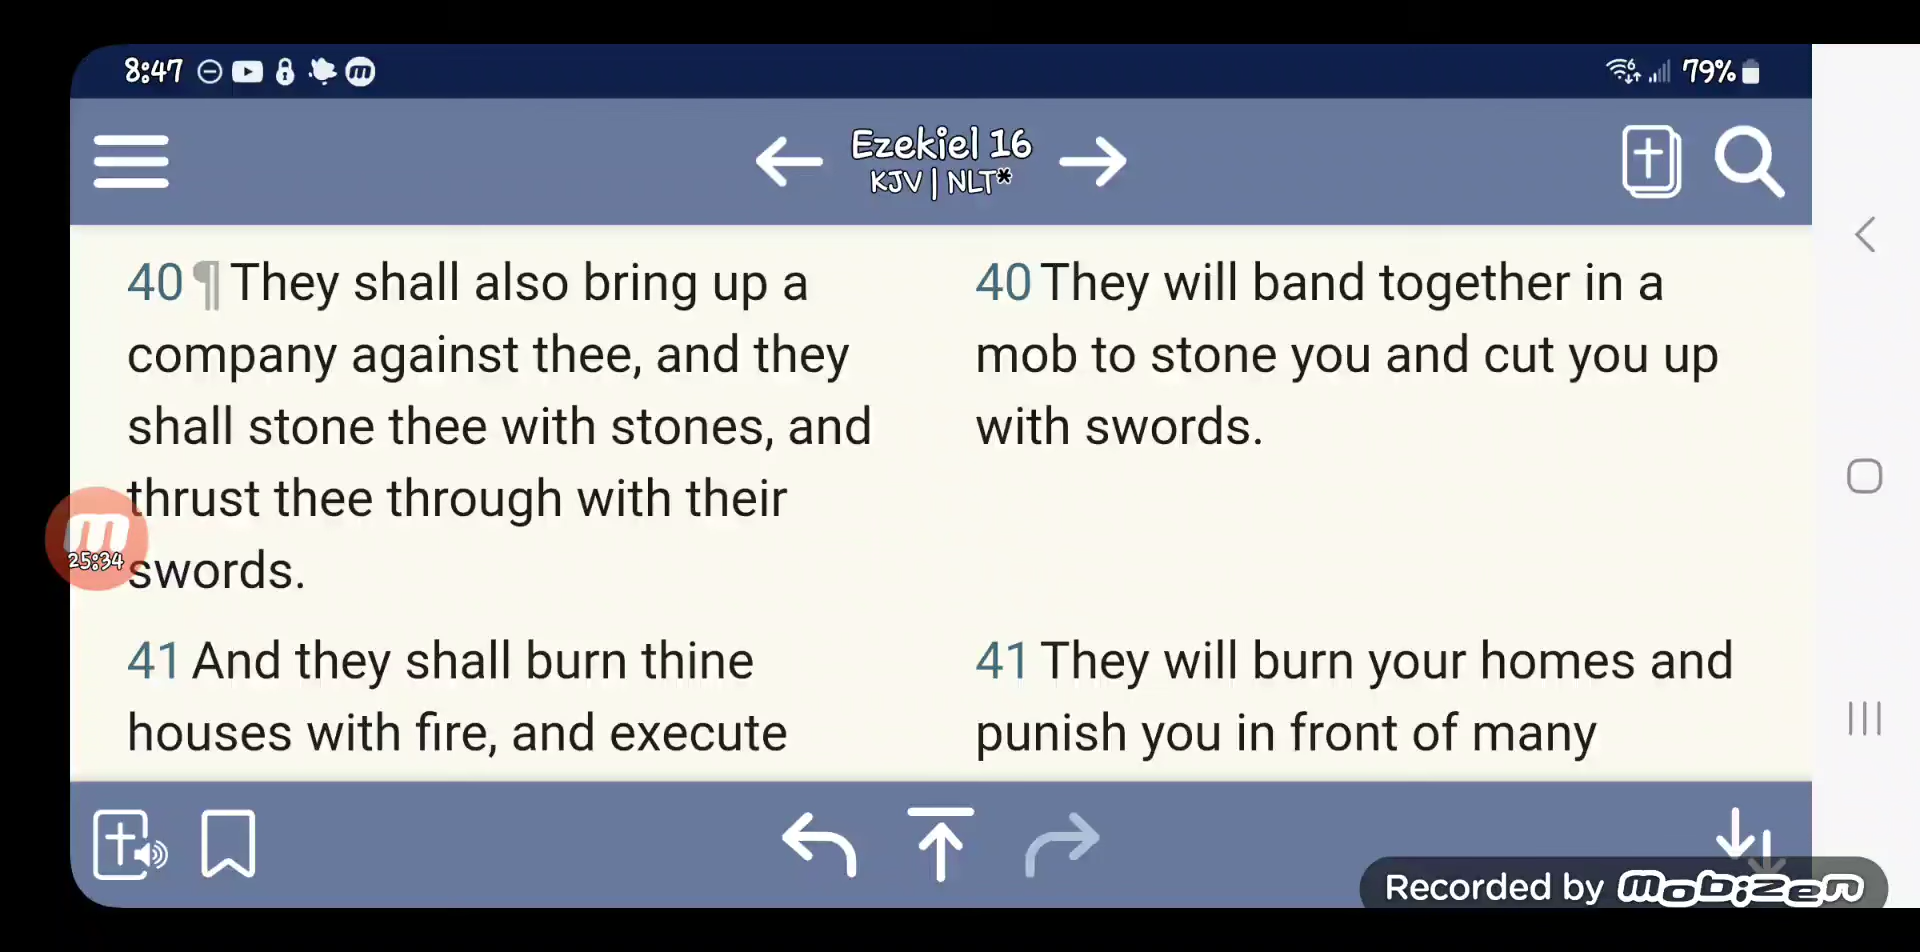 8:47
79%
Ezekiel 16
KJV | NLT*
40 ¶ They shall also bring up a
company against thee, and they
shall stone thee with stones, and
thrust thee through with their
swords.
41 And they shall burn thine
houses with fire, and execute
40 They will band together in a
mob to stone you and cut you up
with swords.
41 They will burn your homes and
punish you in front of many
25:34
Recorded by Mobizen